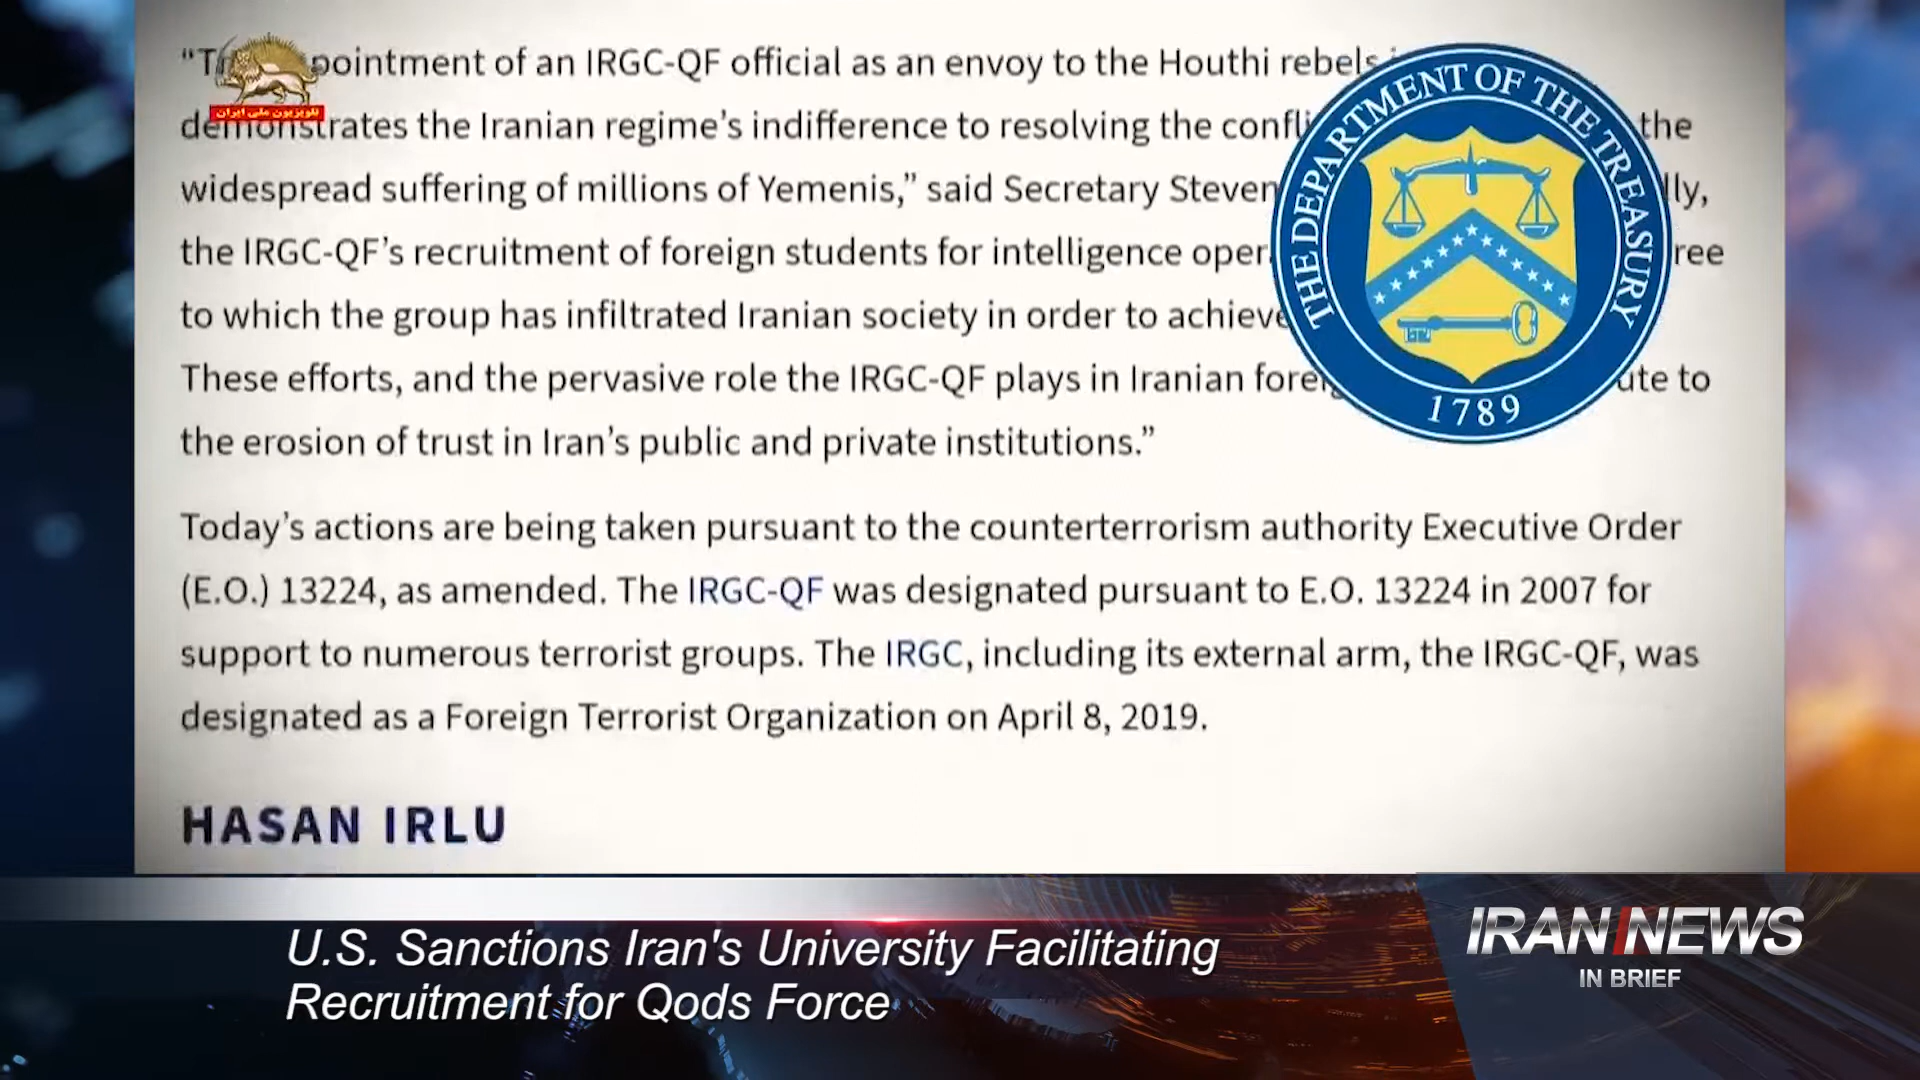 “T pointment of an IRGC-QF official as an envoy to the Houthi rebels
تلویزیون ملی ایران
demonstrates the Iranian regime’s indifference to resolving the confli the
widespread suffering of millions of Yemenis,” said Secretary Steven lly,
the IRGC-QF’s recruitment of foreign students for intelligence oper ree
to which the group has infiltrated Iranian society in order to achieve
These efforts, and the pervasive role the IRGC-QF plays in Iranian forei ute to
the erosion of trust in Iran’s public and private institutions.”
THE DEPARTMENT OF THE TREASURY
1789
Today’s actions are being taken pursuant to the counterterrorism authority Executive Order
(E.O.) 13224, as amended. The IRGC-QF was designated pursuant to E.O. 13224 in 2007 for
support to numerous terrorist groups. The IRGC, including its external arm, the IRGC-QF, was
designated as a Foreign Terrorist Organization on April 8, 2019.
HASAN IRLU
U.S. Sanctions Iran's University Facilitating
Recruitment for Qods Force
IRAN NEWS
IN BRIEF